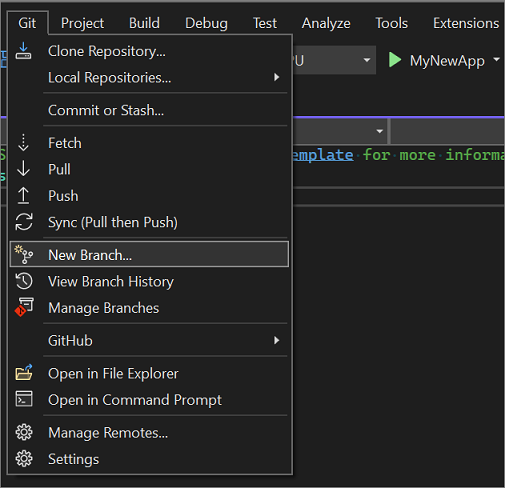 Git Project Build Debug Test Analyze Tools Extensions
Clone Repository... MyNewApp
Local Repositories...
Commit or Stash...
Fetch
emplate for more informa
Pull
Push
Sync (Pull then Push)
New Branch...
View Branch History
Manage Branches
GitHub
Open in File Explorer
Open in Command Prompt
Manage Remotes...
Settings